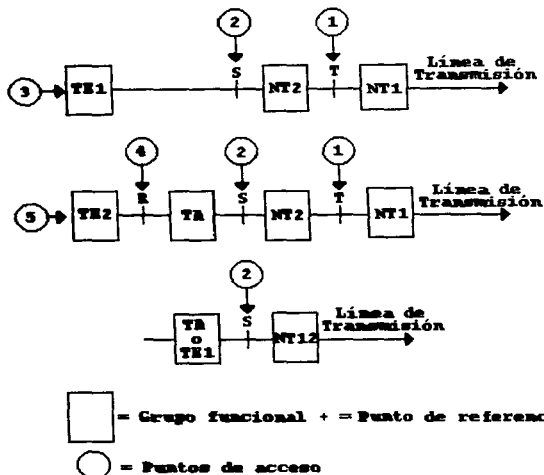 2 1
S T Línea de
Transmisión
3 TE1 NT2 NT1
4 2 1
R S T Línea de
Transmisión
5 TE2 TA NT2 NT1
2
S Línea de
Transmisión
TA
o
TE1 NT12
= Grupo funcional + = Punto de referenc
= Puntos de acceso